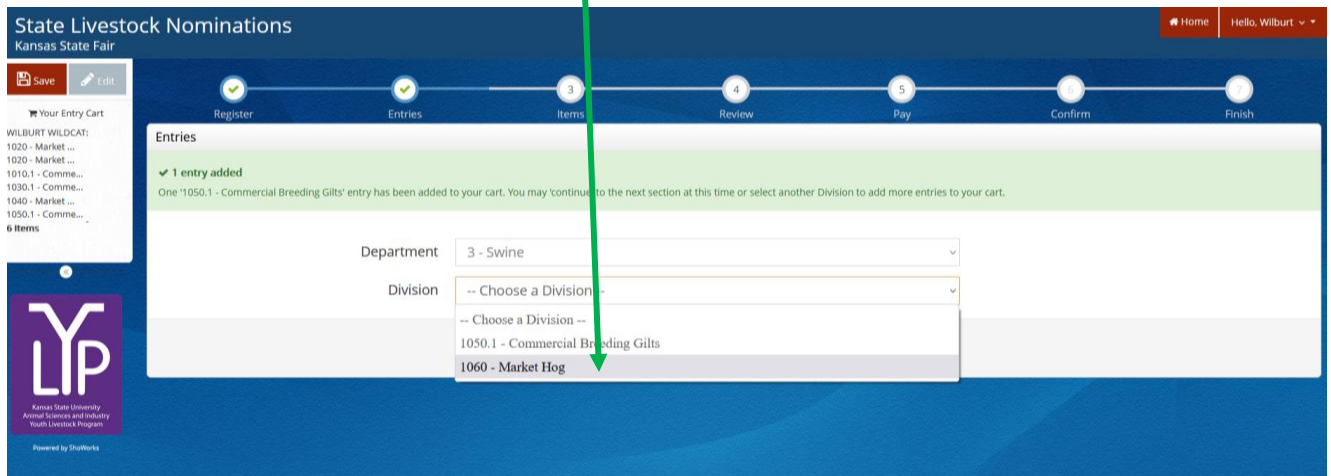 State Livestock Nominations
Kansas State Fair
Home
Hello, Wilburt
Save
Edit
Your Entry Cart
WILBURT WILDCAT:
1020 - Market ...
1020 - Market ...
1010.1 - Comme...
1030.1 - Comme...
1040 - Market ...
1050.1 - Comme...
6 Items
3
4
5
6
7
Register
Entries
Items
Review
Pay
Confirm
Finish
Entries
1 entry added
One '1050.1 - Commercial Breeding Gilts' entry has been added to your cart. You may 'continue' to the next section at this time or select another Division to add more entries to your cart.
Department
3 - Swine
Division
-- Choose a Division --
-- Choose a Division --
1050.1 - Commercial Breeding Gilts
1060 - Market Hog
YLP
Kansas State University
Animal Sciences and Industry
Youth Livestock Program
Powered by ShoWorks